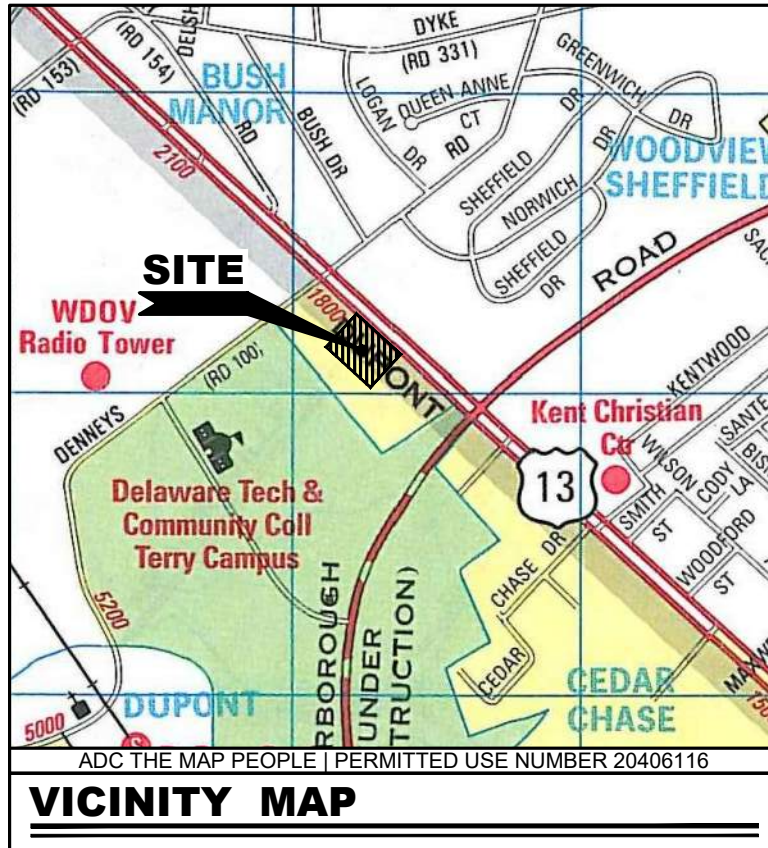 DYKE
(RD 331)
(RD 153)
(RD 154)
BUSH
MANOR
RD
BUSH DR
LOGAN
DR
QUEEN ANNE
CT
RD
GREENWICH
DR
DR
DR
WOODVIEW
SHEFFIELD
SHEFFIELD
NORWICH
SHEFFIELD
DR
2100
SITE
1800
WDOV
Radio Tower
ROAD
KENTWOOD
DENNEYS
Kent Christian
Ctr
13
WILSON
CODY
LA
SMITH
ST
WOODFORD
ST
Delaware Tech &
Community Coll
Terry Campus
CHASE DR
CEDAR
CEDAR
CHASE
5200
5000
DUPONT
RBOROUGH
UNDER
TRUCTION)
ADC THE MAP PEOPLE | PERMITTED USE NUMBER 20406116
VICINITY MAP